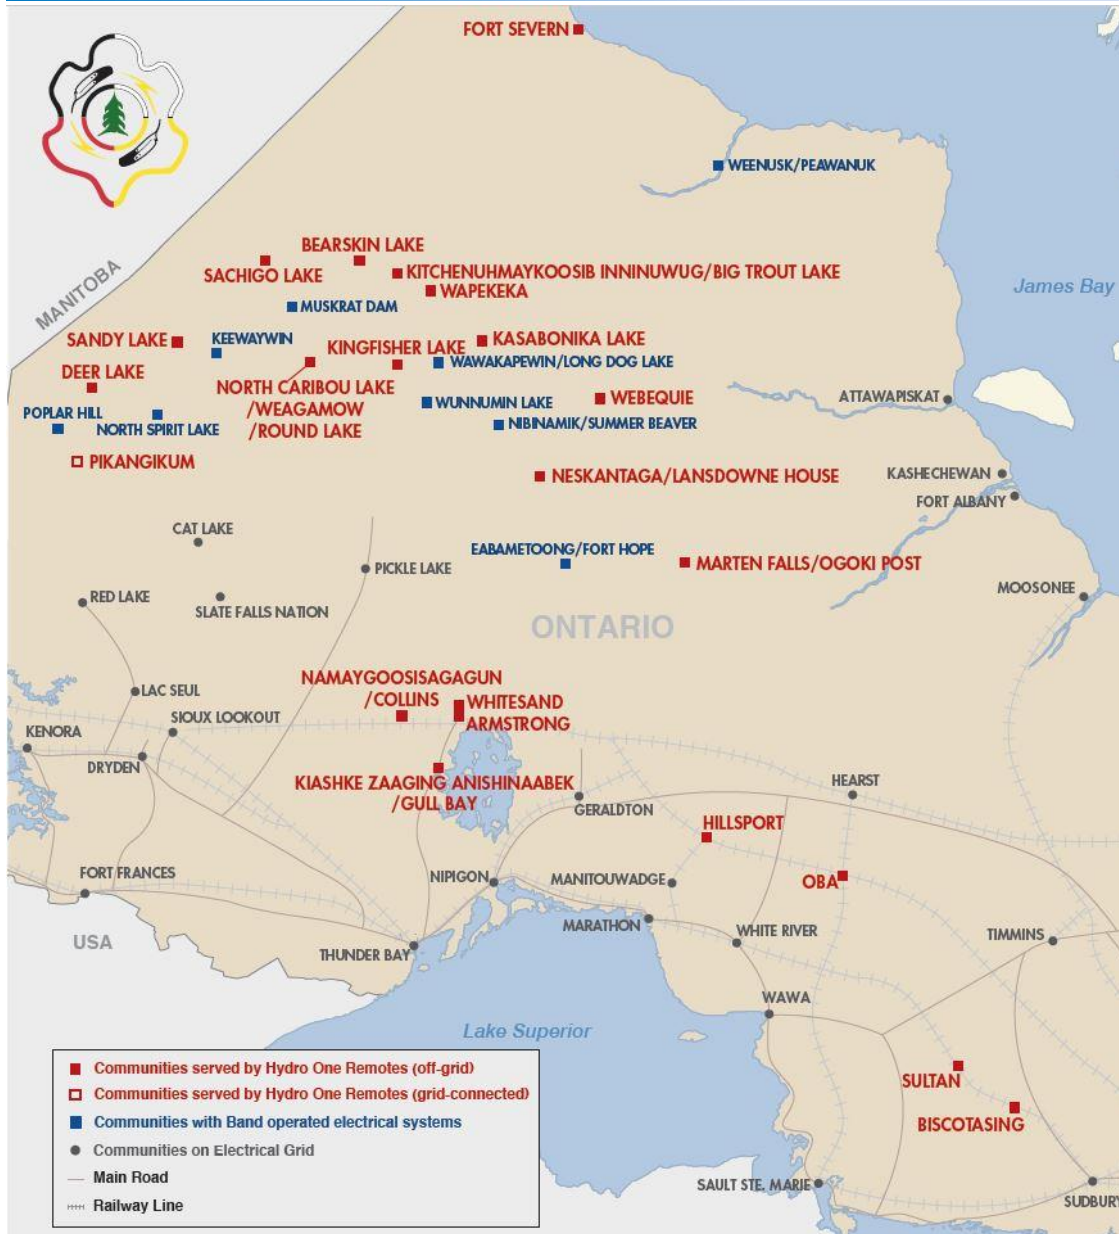 FORT SEVERN
WEENUSK/PEAWANUK
MANITOBA
BEARSKIN LAKE
SACHIGO LAKE
KITCHENUHMAYKOOSIB INNINUWUG/BIG TROUT LAKE
WAPEKEKA
James Bay
MUSKRAT DAM
SANDY LAKE
KEEWAYWIN
KINGFISHER LAKE
KASABONIKA LAKE
WAWAKAPEWIN/LONG DOG LAKE
DEER LAKE
NORTH CARIBOU LAKE
/WEAGAMOW
/ROUND LAKE
WUNNUMIN LAKE
WEBEQUIE
ATTAWAPISKAT
POPLAR HILL
NORTH SPIRIT LAKE
NIBINAMIK/SUMMER BEAVER
PIKANGIKUM
NESKANTAGA/LANSDOWNE HOUSE
KASHECHEWAN
FORT ALBANY
CAT LAKE
EABAMETOONG/FORT HOPE
PICKLE LAKE
MARTEN FALLS/OGOKI POST
MOOSONEE
RED LAKE
SLATE FALLS NATION
ONTARIO
NAMAYGOOSISAGAGUN
/COLLINS
WHITESAND
ARMSTRONG
LAC SEUL
SIOUX LOOKOUT
KENORA
DRYDEN
KIASHKE ZAAGING ANISHINAABEK
/GULL BAY
GERALDTON
HEARST
HILLSPORT
FORT FRANCES
NIPIGON
MANITOUWADGE
OBA
MARATHON
WHITE RIVER
TIMMINS
USA
THUNDER BAY
WAWA
Lake Superior
SULTAN
BISCOTASING
SAULT STE. MARIE
SUDBURY
Communities served by Hydro One Remotes (off-grid)
Communities served by Hydro One Remotes (grid-connected)
Communities with Band operated electrical systems
Communities on Electrical Grid
Main Road
Railway Line